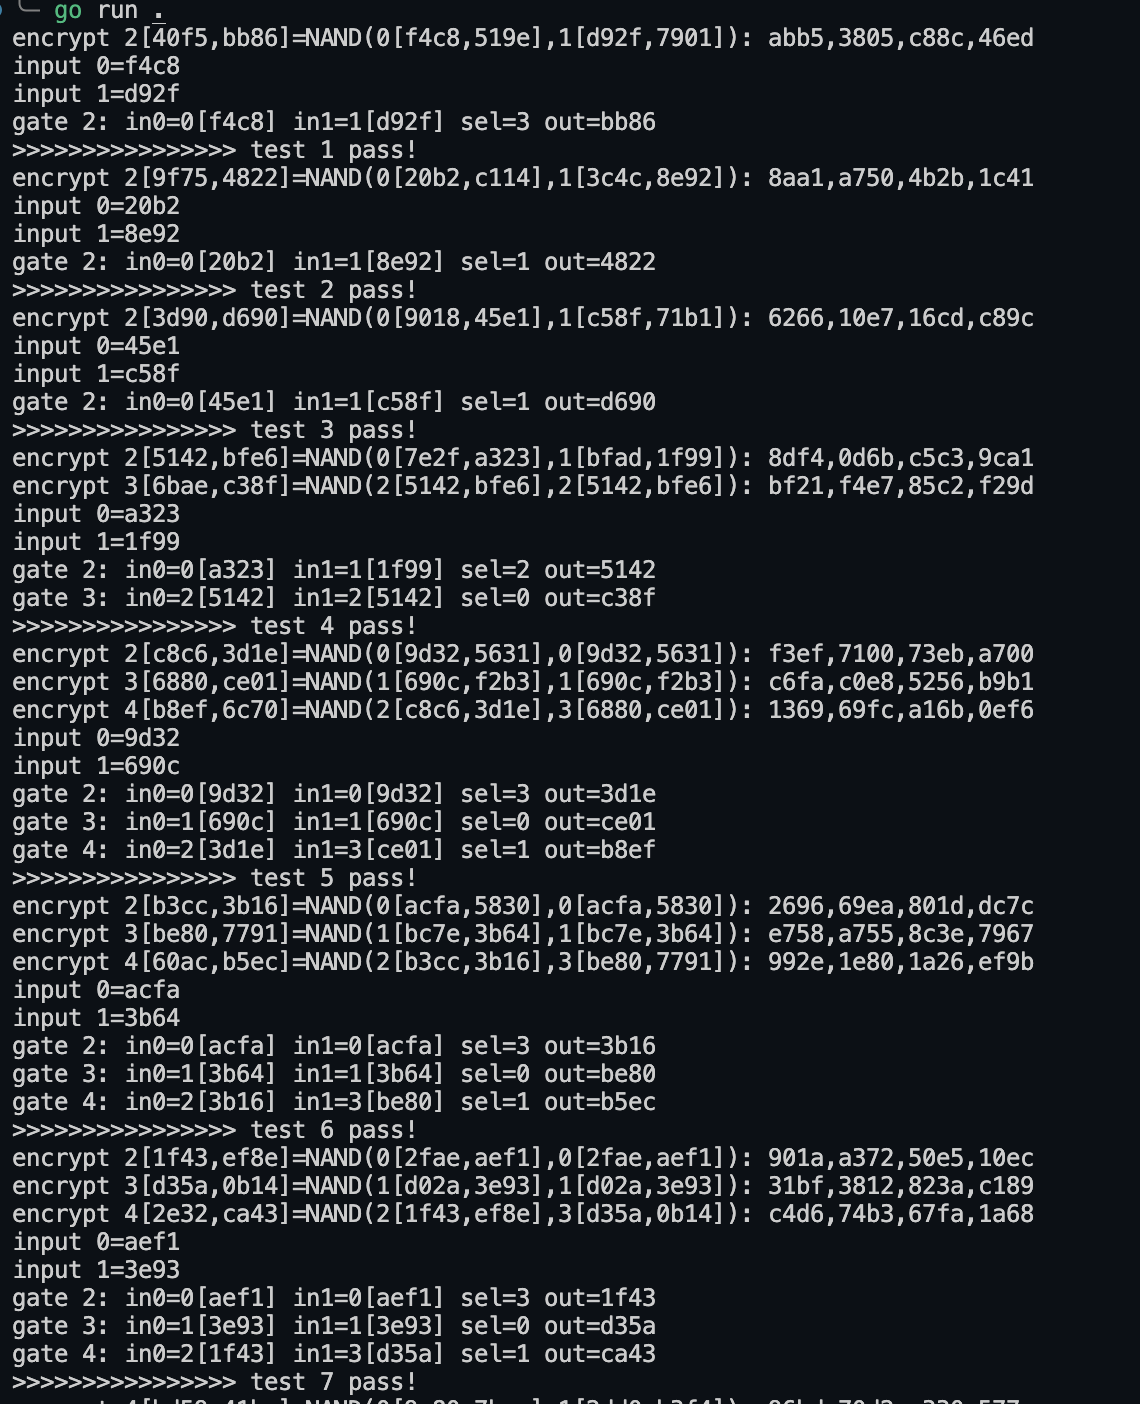 go run .
encrypt 2[40f5,bb86]=NAND(0[f4c8,519e],1[d92f,7901]): abb5,3805,c88c,46ed
input 0=f4c8
input 1=d92f
gate 2: in0=0[f4c8] in1=1[d92f] sel=3 out=bb86
>>>>>>>>>>>>>>>> test 1 pass!
encrypt 2[9f75,4822]=NAND(0[20b2,c114],1[3c4c,8e92]): 8aa1,a750,4b2b,1c41
input 0=20b2
input 1=8e92
gate 2: in0=0[20b2] in1=1[8e92] sel=1 out=4822
>>>>>>>>>>>>>>>> test 2 pass!
encrypt 2[3d90,d690]=NAND(0[9018,45e1],1[c58f,71b1]): 6266,10e7,16cd,c89c
input 0=45e1
input 1=c58f
gate 2: in0=0[45e1] in1=1[c58f] sel=1 out=d690
>>>>>>>>>>>>>>>> test 3 pass!
encrypt 2[5142,bfe6]=NAND(0[7e2f,a323],1[bfad,1f99]): 8df4,0d6b,c5c3,9ca1
encrypt 3[6bae,c38f]=NAND(2[5142,bfe6],2[5142,bfe6]): bf21,f4e7,85c2,f29d
input 0=a323
input 1=1f99
gate 2: in0=0[a323] in1=1[1f99] sel=2 out=5142
gate 3: in0=2[5142] in1=2[5142] sel=0 out=c38f
>>>>>>>>>>>>>>>> test 4 pass!
encrypt 2[c8c6,3d1e]=NAND(0[9d32,5631],0[9d32,5631]): f3ef,7100,73eb,a700
encrypt 3[6880,ce01]=NAND(1[690c,f2b3],1[690c,f2b3]): c6fa,c0e8,5256,b9b1
encrypt 4[b8ef,6c70]=NAND(2[c8c6,3d1e],3[6880,ce01]): 1369,69fc,a16b,0ef6
input 0=9d32
input 1=690c
gate 2: in0=0[9d32] in1=0[9d32] sel=3 out=3d1e
gate 3: in0=1[690c] in1=1[690c] sel=0 out=ce01
gate 4: in0=2[3d1e] in1=3[ce01] sel=1 out=b8ef
>>>>>>>>>>>>>>>> test 5 pass!
encrypt 2[b3cc,3b16]=NAND(0[acfa,5830],0[acfa,5830]): 2696,69ea,801d,dc7c
encrypt 3[be80,7791]=NAND(1[bc7e,3b64],1[bc7e,3b64]): e758,a755,8c3e,7967
encrypt 4[60ac,b5ec]=NAND(2[b3cc,3b16],3[be80,7791]): 992e,1e80,1a26,ef9b
input 0=acfa
input 1=3b64
gate 2: in0=0[acfa] in1=0[acfa] sel=3 out=3b16
gate 3: in0=1[3b64] in1=1[3b64] sel=0 out=be80
gate 4: in0=2[3b16] in1=3[be80] sel=1 out=b5ec
>>>>>>>>>>>>>>>> test 6 pass!
encrypt 2[1f43,ef8e]=NAND(0[2fae,aef1],0[2fae,aef1]): 901a,a372,50e5,10ec
encrypt 3[d35a,0b14]=NAND(1[d02a,3e93],1[d02a,3e93]): 31bf,3812,823a,c189
encrypt 4[2e32,ca43]=NAND(2[1f43,ef8e],3[d35a,0b14]): c4d6,74b3,67fa,1a68
input 0=aef1
input 1=3e93
gate 2: in0=0[aef1] in1=0[aef1] sel=3 out=1f43
gate 3: in0=1[3e93] in1=1[3e93] sel=0 out=d35a
gate 4: in0=2[1f43] in1=3[d35a] sel=1 out=ca43
>>>>>>>>>>>>>>>> test 7 pass!